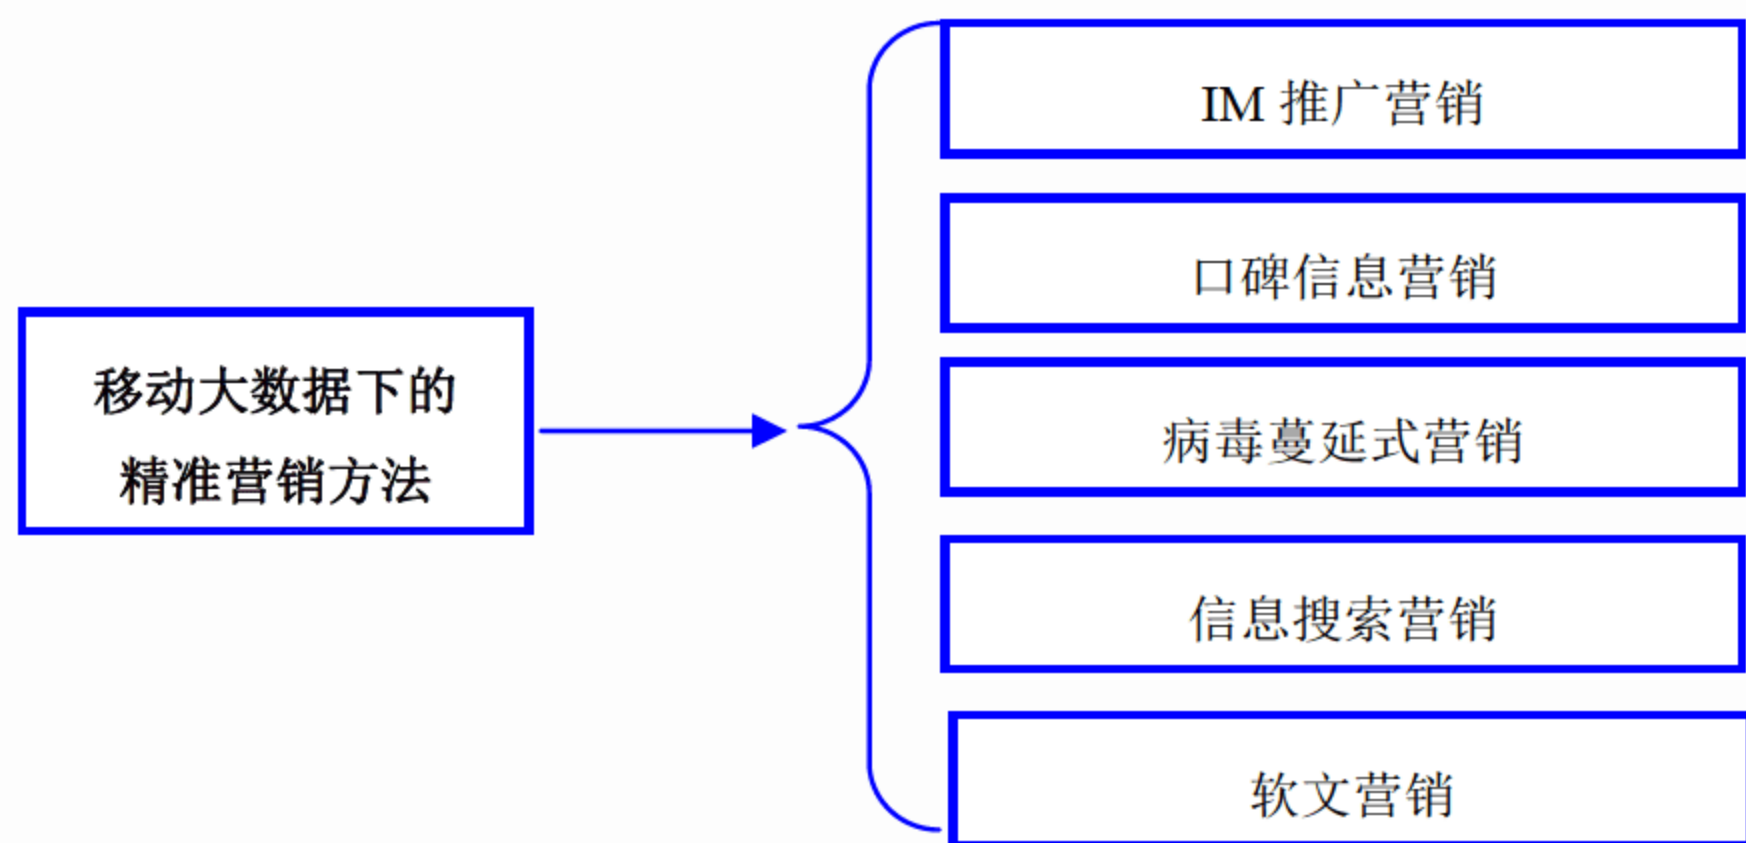 移动大数据下的
精准营销方法
IM 推广营销
口碑信息营销
病毒蔓延式营销
信息搜索营销
软文营销